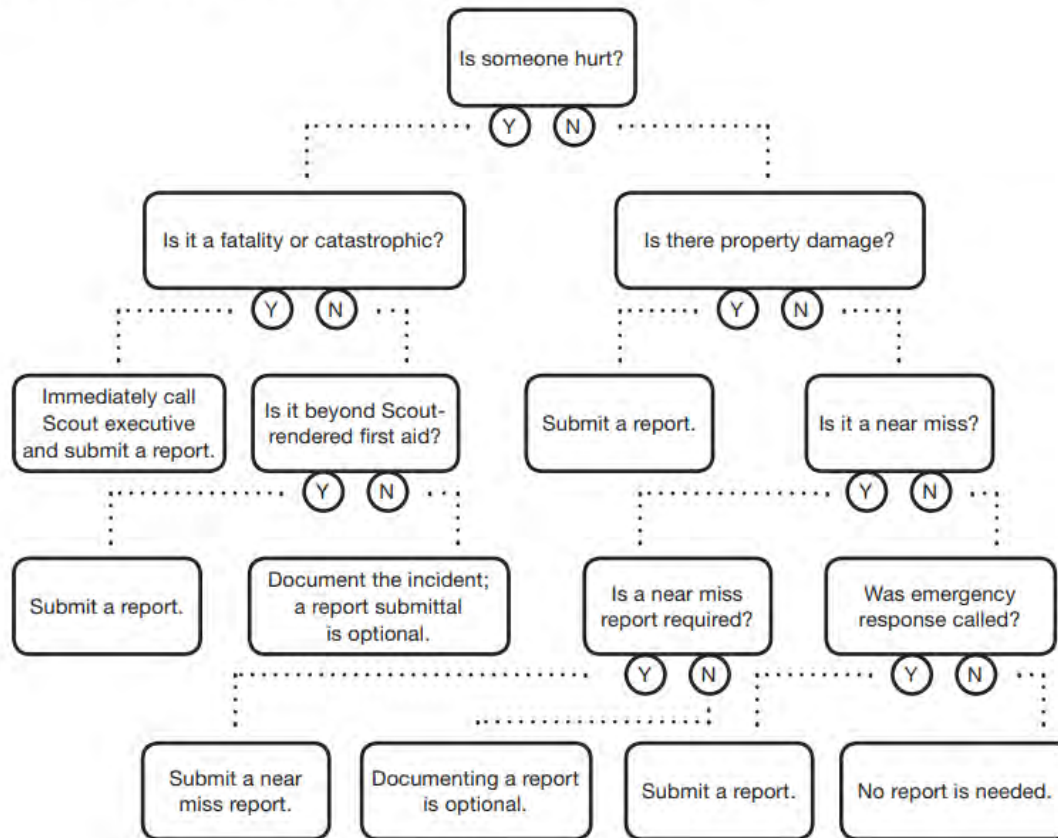 Is someone hurt?
Y N
Is it a fatality or catastrophic?
Is there property damage?
Y N
Y N
Immediately call
Scout executive
and submit a report.
Is it beyond Scout-
rendered first aid?
Submit a report.
Is it a near miss?
Y N
Y N
Submit a report.
Document the incident;
a report submittal
is optional.
Is a near miss
report required?
Was emergency
response called?
Y N
Y N
Submit a near
miss report.
Documenting a report
is optional.
Submit a report.
No report is needed.